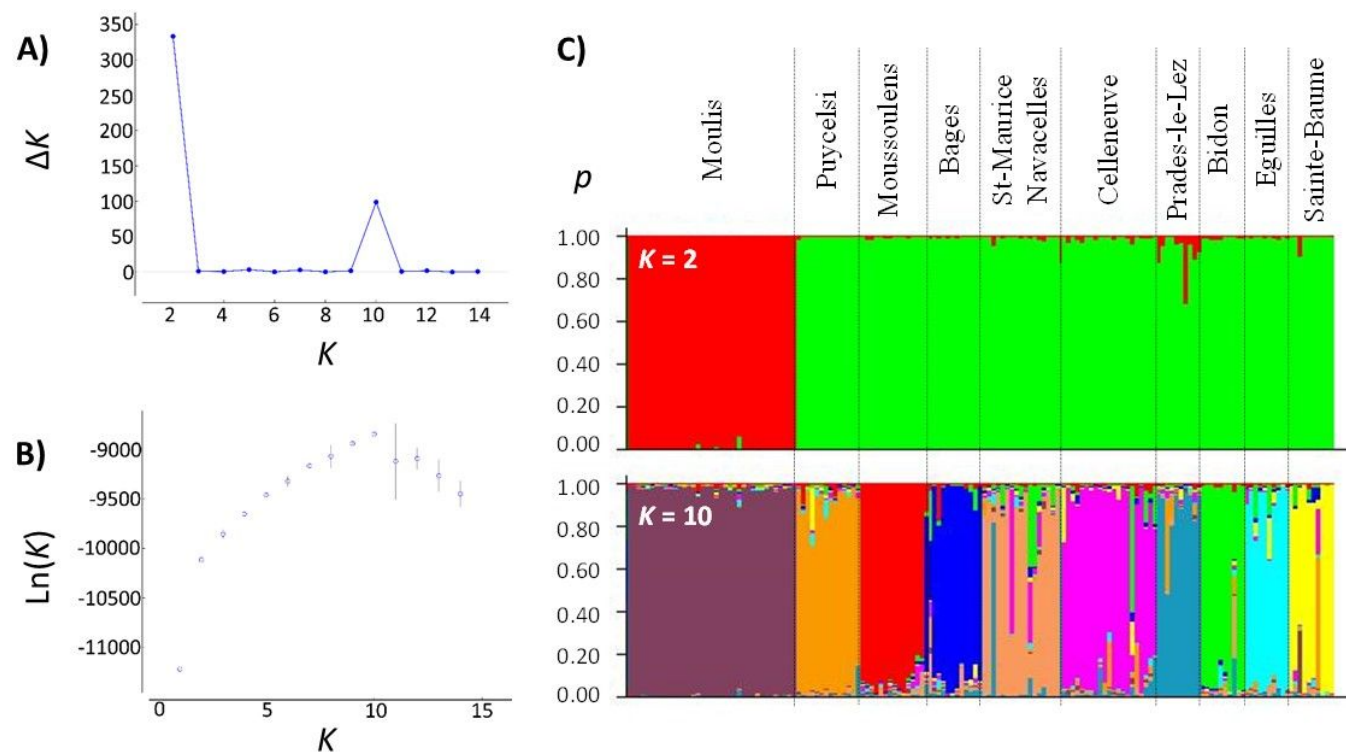 A)
350
300
250
200
150
100
50
0
ΔK
2 4 6 8 10 12 14
K
B)
-9000
-9500
-10000
-10500
-11000
Ln(K)
0 5 10 15
K
C)
p
Moulis
Puycelsi
Moussoulens
Bages
St-Maurice
Navacelles
Celleneuve
Prades-le-Lez
Bidon
Eguilles
Sainte-Baume
1.00
0.80
0.60
0.40
0.20
0.00
K = 2
1.00
0.80
0.60
0.40
0.20
0.00
K = 10